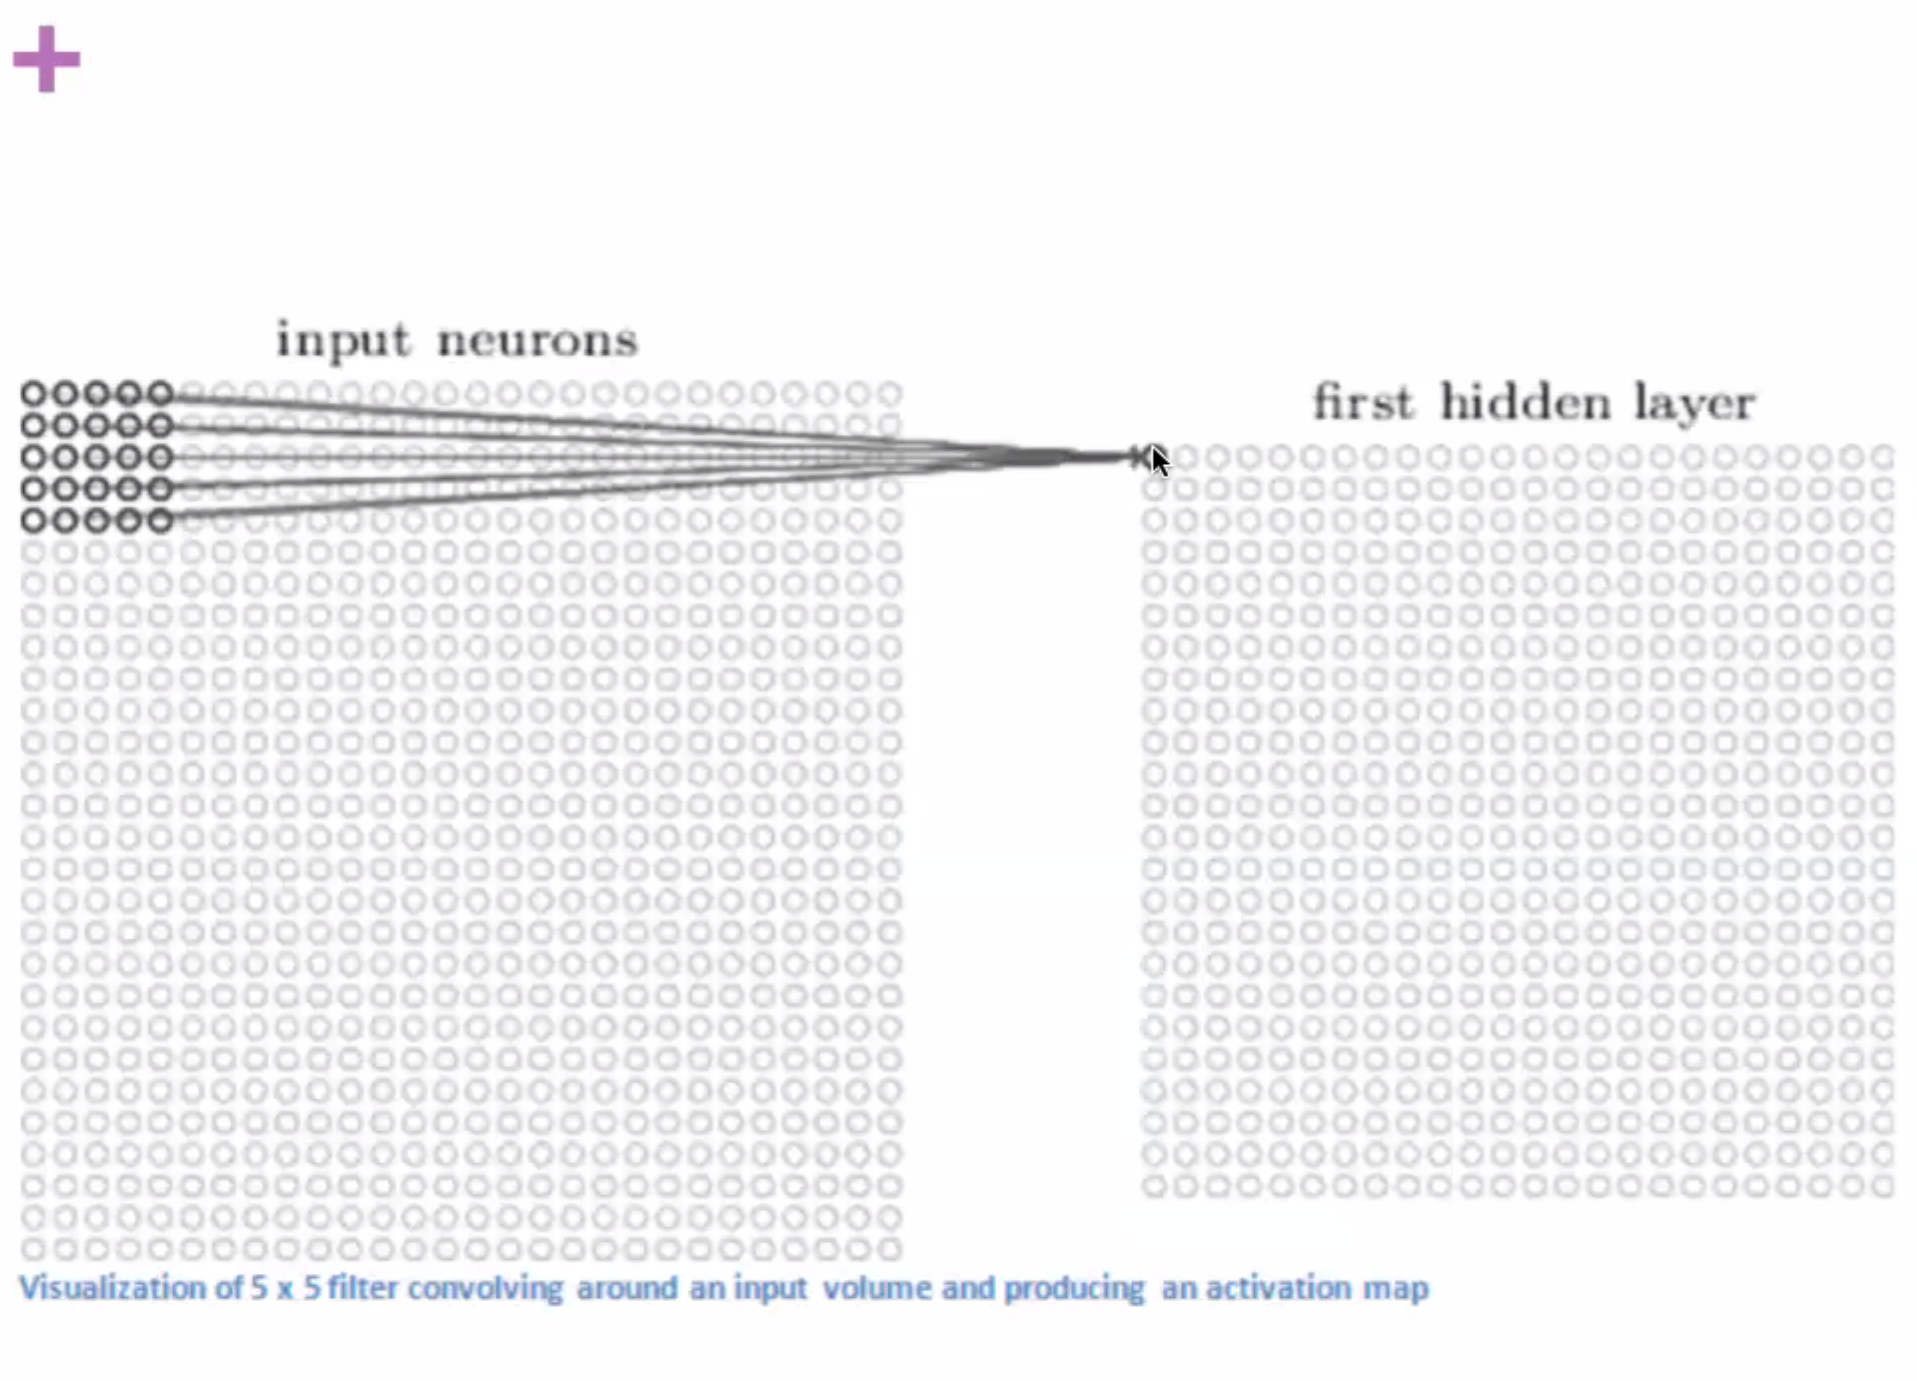 input neurons
first hidden layer
Visualization of 5 x 5 filter convolving around an input volume and producing an activation map